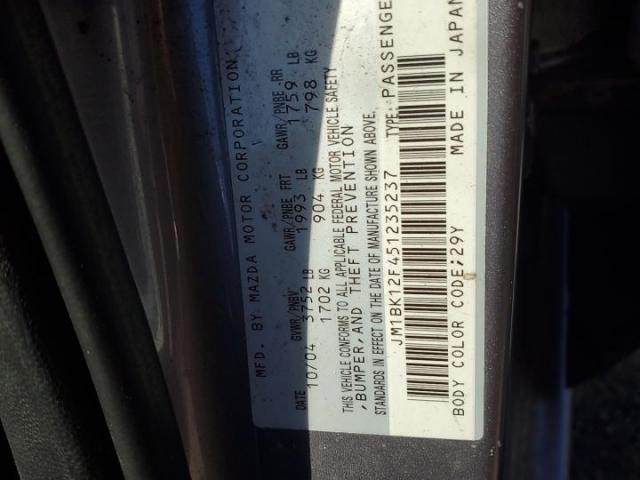 MFD. BY MAZDA MOTOR CORPORATION
DATE GVWR/PNBV GAWR/PNBE FRT GAWR/PNBE RR
10/04 3752 LB 1993 LB 1759 LB
1702 KG 904 KG 798 KG
THIS VEHICLE CONFORMS TO ALL APPLICABLE FEDERAL MOTOR VEHICLE SAFETY
,BUMPER,AND THEFT PREVENTION
STANDARDS IN EFFECT ON THE DATE OF MANUFACTURE SHOWN ABOVE.
JM1BK12F451235237 TYPE: PASSENGE
BODY COLOR CODE;29Y MADE IN JAPAN